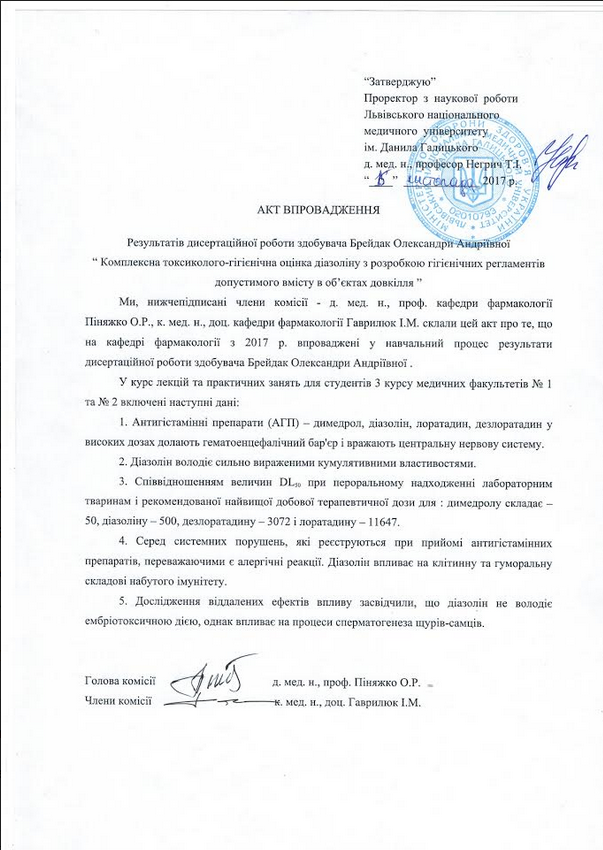 “Затверджую”
Проректор з наукової роботи
Львівського національного
медичного університету
ім. Данила Галицького
д. мед. н., професор Негрич Т.І.
“ ” листопада 2017 р.
АКТ ВПРОВАДЖЕННЯ
Результатів дисертаційної роботи здобувача Брейдак Олександри Андріївної
“ Комплексна токсиколого-гігієнічна оцінка діазоліну з розробкою гігієнічних регламентів
допустимого вмісту в об’єктах довкілля ”
Ми, нижчепідписані члени комісії - д. мед. н., проф. кафедри фармакології
Піняжко О.Р., к. мед. н., доц. кафедри фармакології Гаврилюк І.М. склали цей акт про те, що
на кафедрі фармакології з 2017 р. впроваджені у навчальний процес результати
дисертаційної роботи здобувача Брейдак Олександри Андріївної .
У курс лекцій та практичних занять для студентів 3 курсу медичних факультетів № 1
та № 2 включені наступні дані:
1. Антигістамінні препарати (АГП) – димедрол, діазолін, лоратадин, дезлоратадин у
високих дозах долають гематоенцефалічний бар'єр і вражають центральну нервову систему.
2. Діазолін володіє сильно вираженими кумулятивними властивостями.
3. Співвідношенням величин DL₅₀ при пероральному надходженні лабораторним
тваринам і рекомендованої найвищої добової терапевтичної дози для : димедролу складає –
50, діазоліну – 500, дезлоратадину – 3072 і лоратадину – 11647.
4. Серед системних порушень, які реєструються при прийомі антигістамінних
препаратів, переважаючими є алергічні реакції. Діазолін впливає на клітинну та гуморальну
складові набутого імунітету.
5. Дослідження віддалених ефектів впливу засвідчили, що діазолін не володіє
ембріотоксичною дією, однак впливає на процеси сперматогенеза щурів-самців.
Голова комісії д. мед. н., проф. Піняжко О.Р.
Члени комісії к. мед. н., доц. Гаврилюк І.М.
02010793